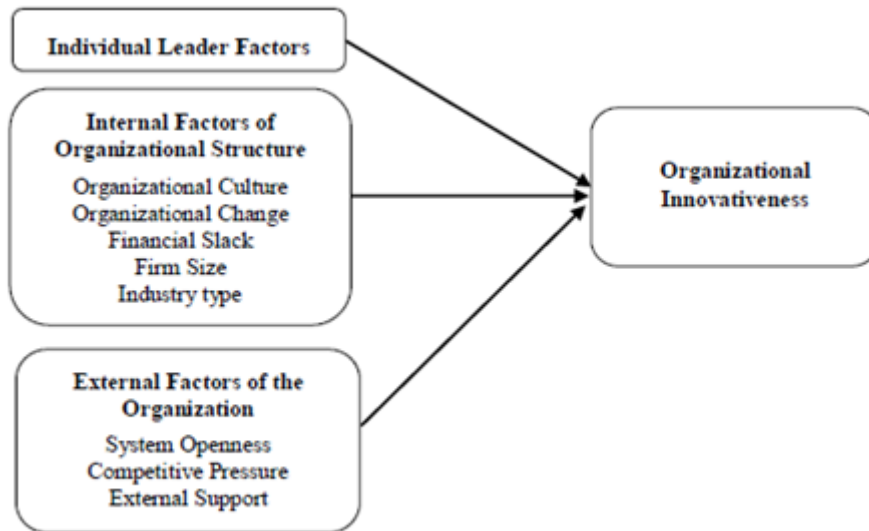 Individual Leader Factors
Internal Factors of
Organizational Structure
Organizational Culture
Organizational Change
Financial Slack
Firm Size
Industry type
External Factors of the
Organization
System Openness
Competitive Pressure
External Support
Organizational
Innovativeness